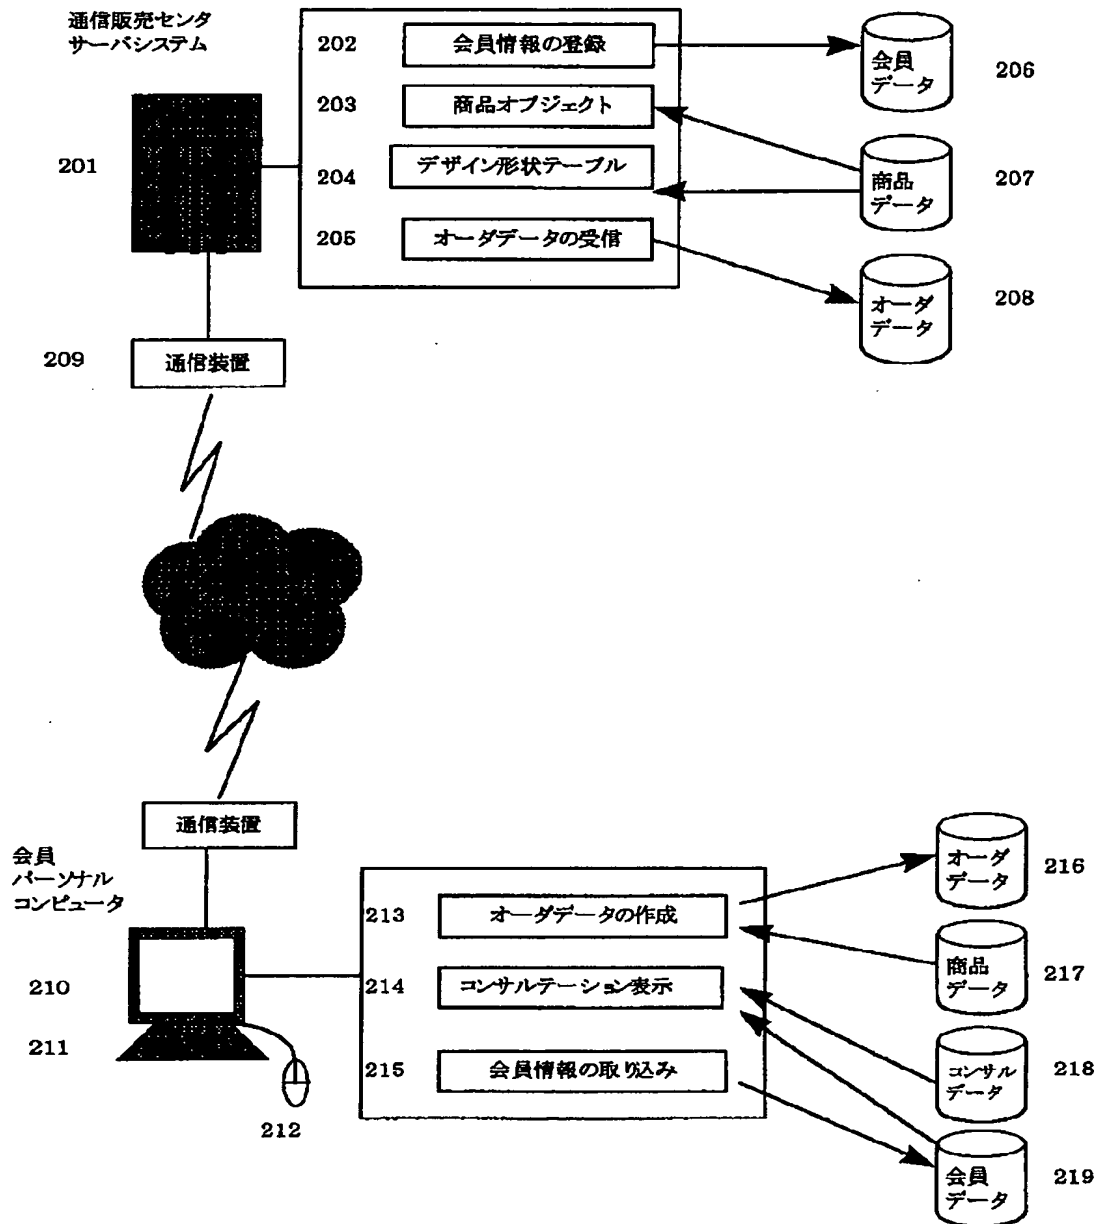 通信販売センタ
サーバシステム
201
202
会員情報の登録
203
商品オブジェクト
204
デザイン形状テーブル
205
オーダデータの受信
会員
データ
206
商品
データ
207
オーダ
データ
208
209
通信装置
通信装置
会員
パーソナル
コンピュータ
210
211
212
213
オーダデータの作成
214
コンサルテーション表示
215
会員情報の取り込み
オーダ
データ
216
商品
データ
217
コンサル
データ
218
会員
データ
219